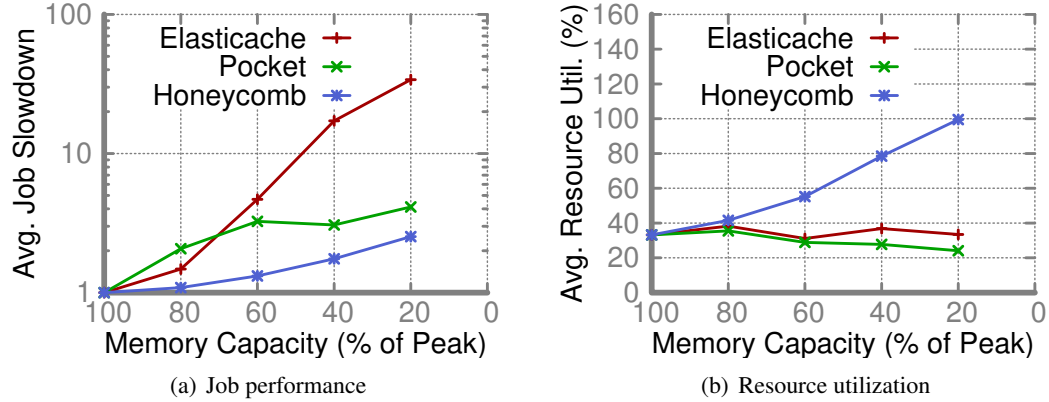 100
10
1
Avg. Job Slowdown
Elasticache
Pocket
Honeycomb
100 80 60 40 20 0
Memory Capacity (% of Peak)
(a) Job performance
160
140
120
100
80
60
40
20
0
Avg. Resource Util. (%)
Elasticache
Pocket
Honeycomb
100 80 60 40 20 0
Memory Capacity (% of Peak)
(b) Resource utilization